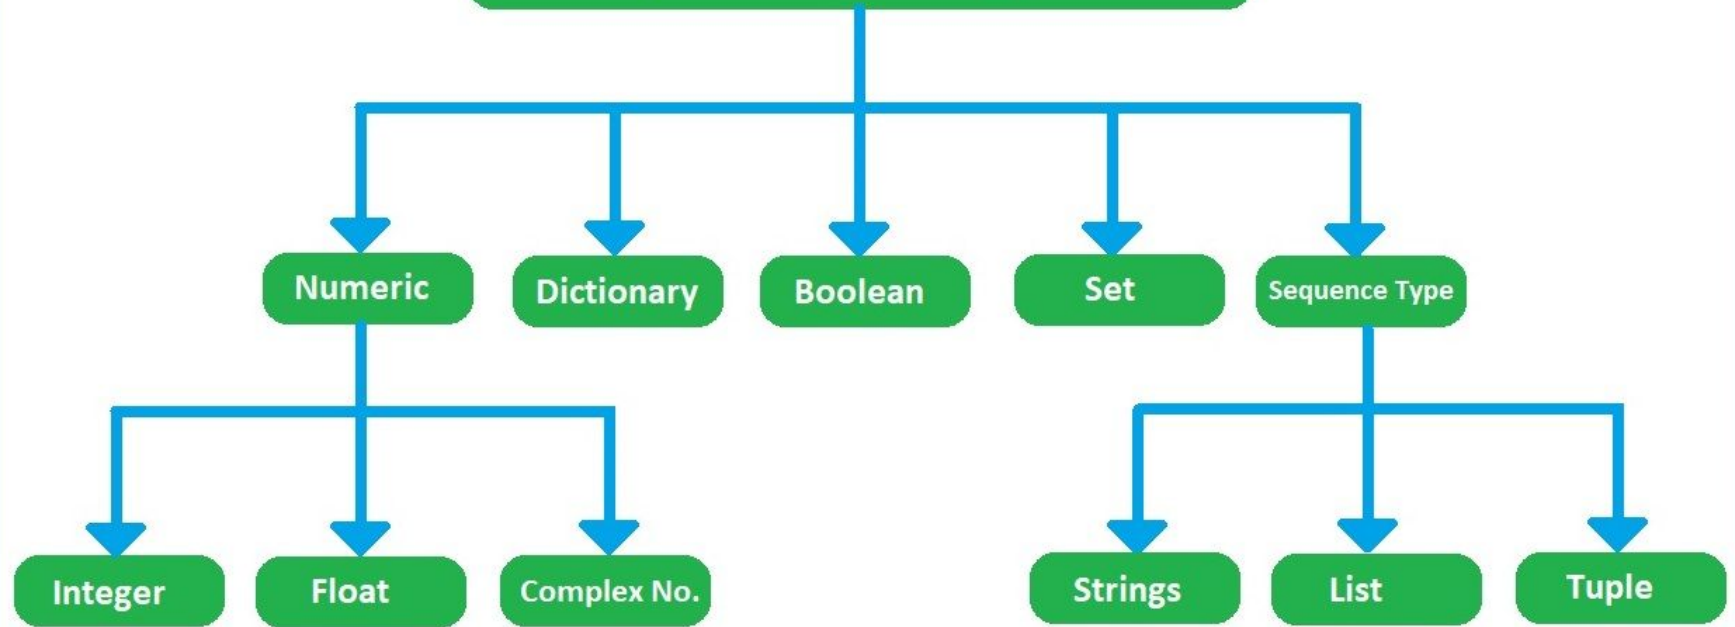 Numeric
Dictionary
Boolean
Set
Sequence Type
Integer
Float
Complex No.
Strings
List
Tuple